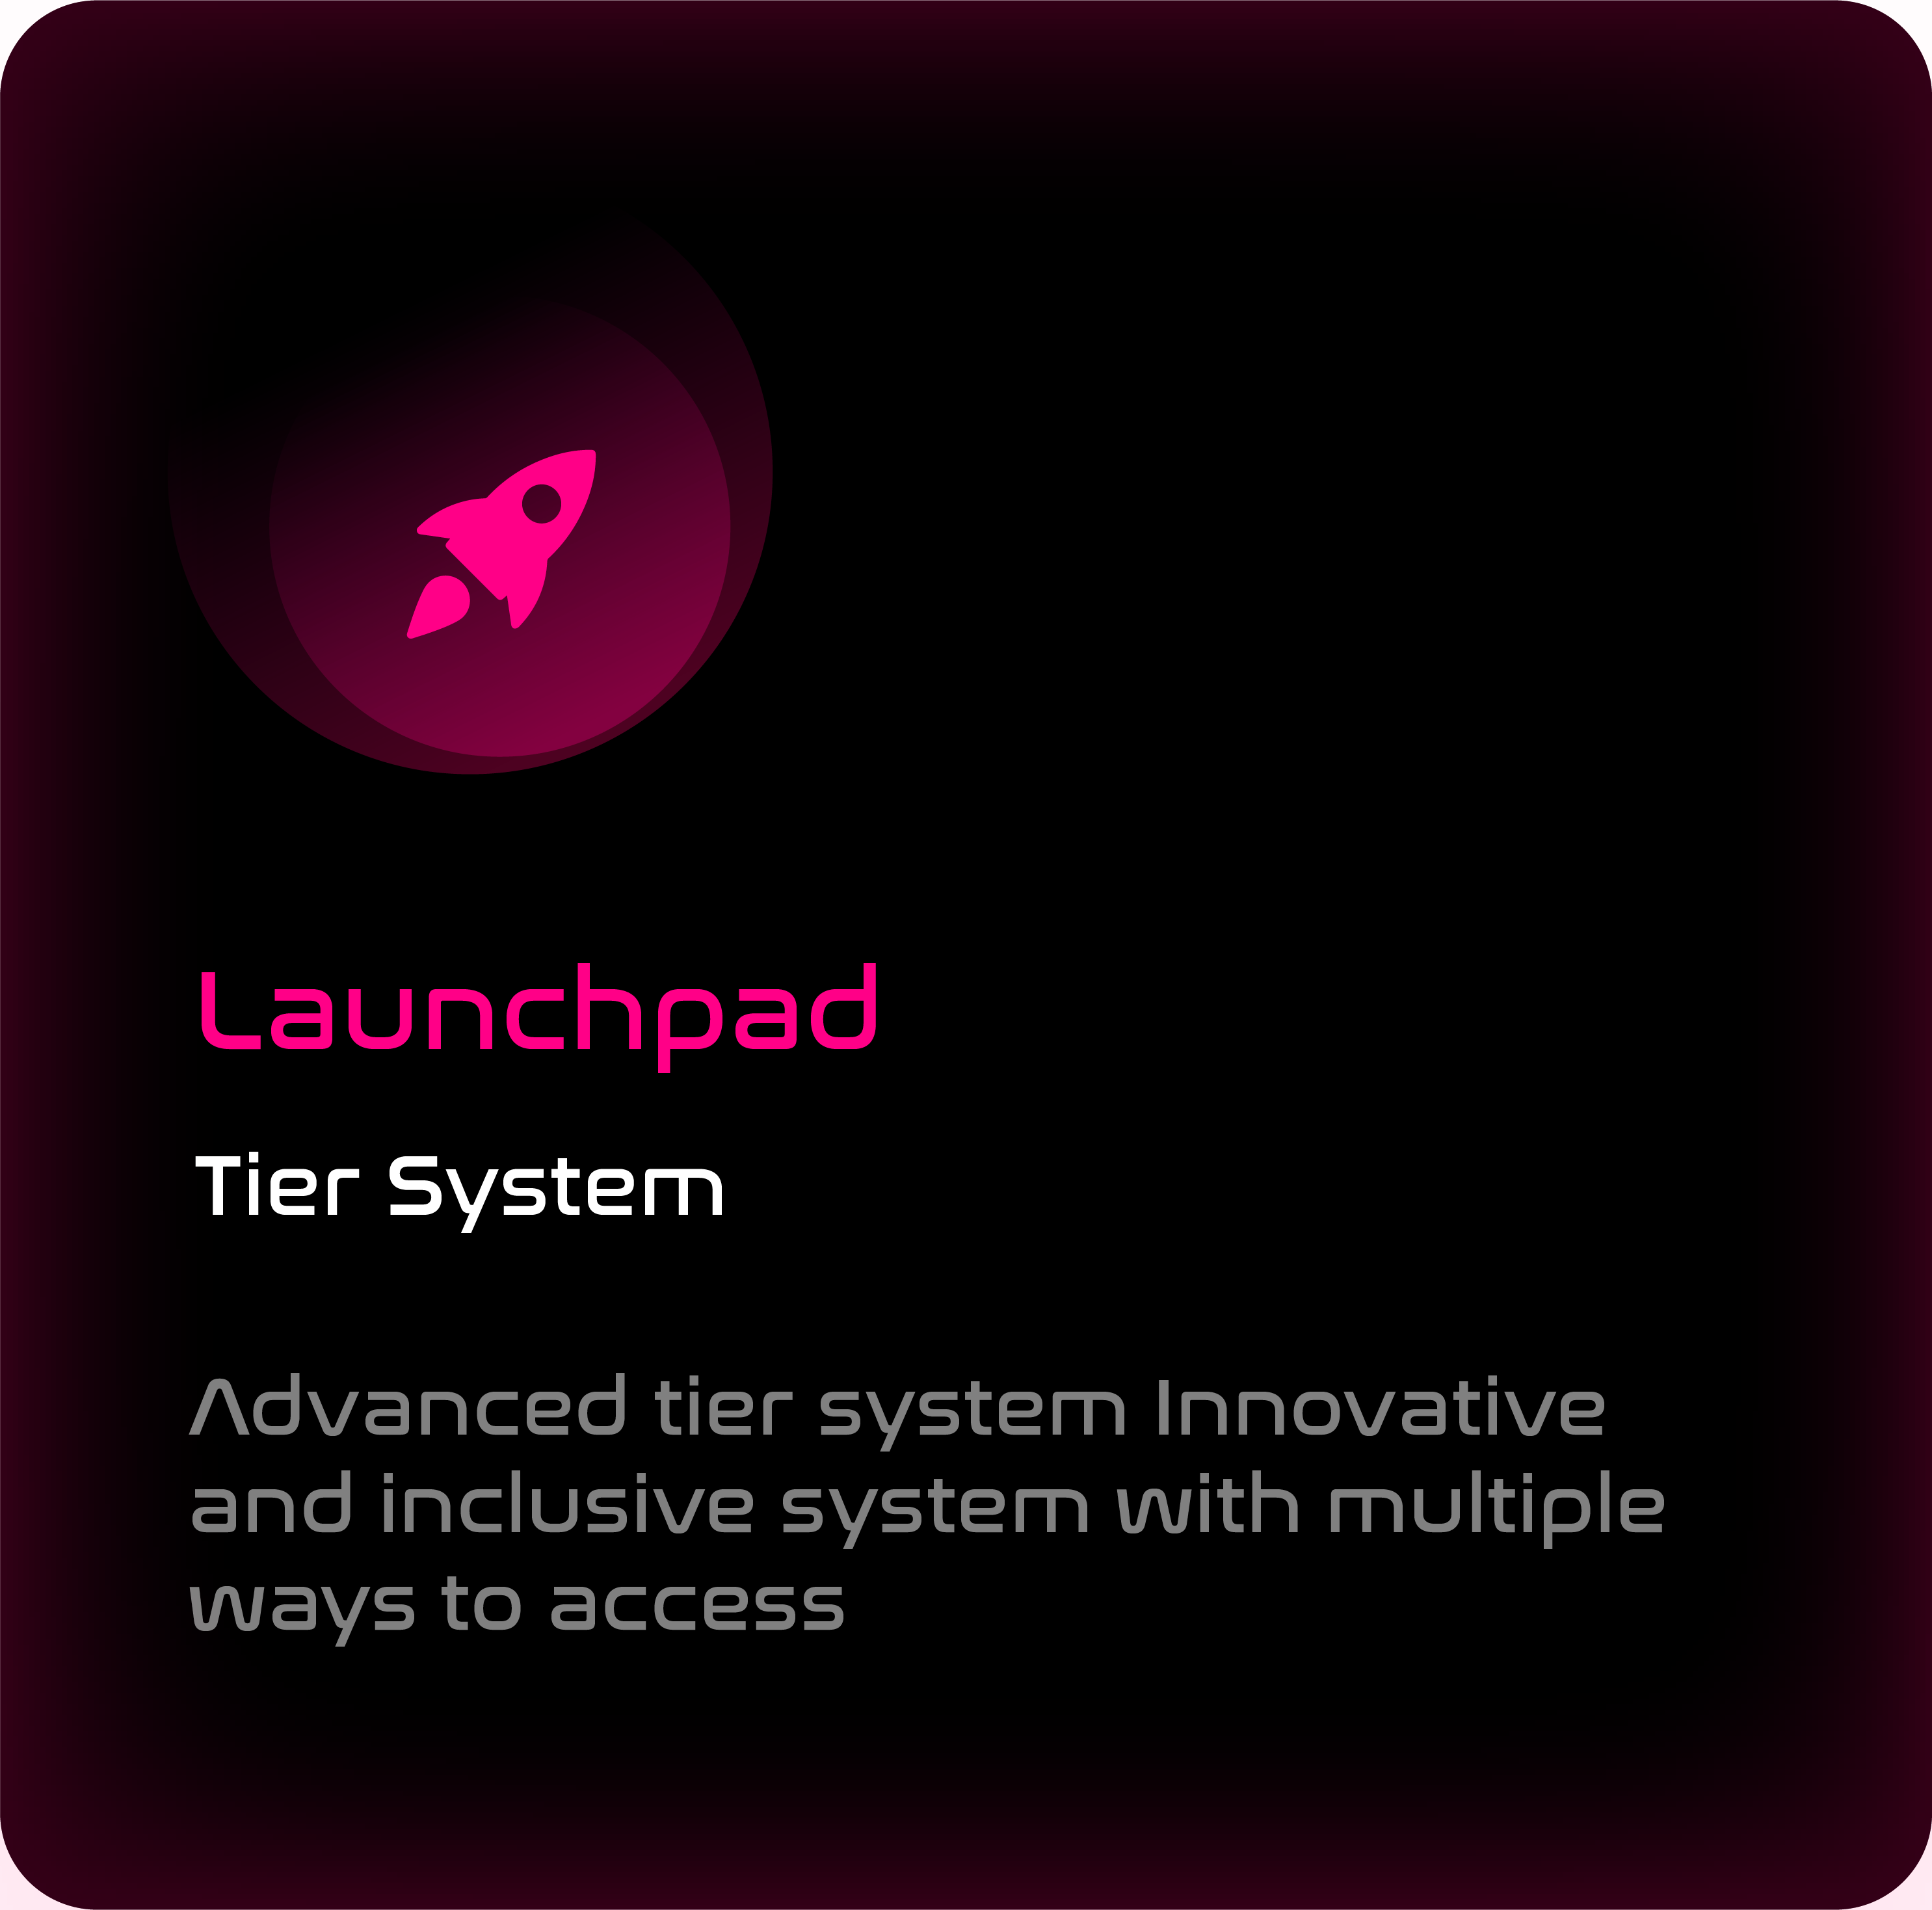 Launchpad
Tier System
Advanced tier system Innovative
and inclusive system with multiple
ways to access